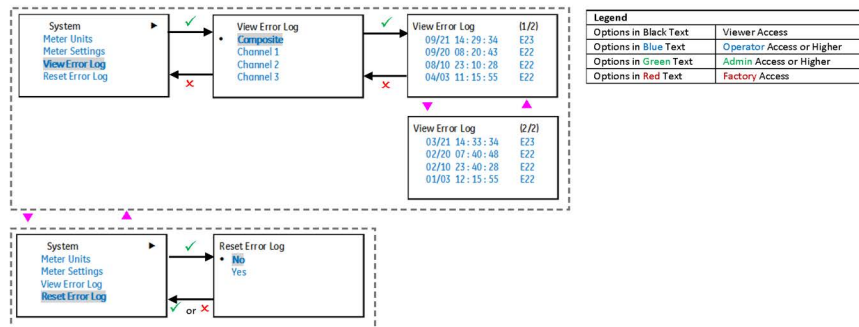 System
Meter Units
Meter Settings
View Error Log
Reset Error Log
View Error Log
Composite
Channel 1
Channel 2
Channel 3
View Error Log (1/2)
09/21 14:29:34 E23
09/20 08:20:43 E22
08/10 23:10:28 E22
04/03 11:15:55 E22
View Error Log (2/2)
03/21 14:33:34 E23
02/20 07:40:48 E22
02/10 23:40:28 E22
01/03 12:15:55 E22
Legend
Options in Black Text Viewer Access
Options in Blue Text Operator Access or Higher
Options in Green Text Admin Access or Higher
Options in Red Text Factory Access
System
Meter Units
Meter Settings
View Error Log
Reset Error Log
or
Reset Error Log
No
Yes